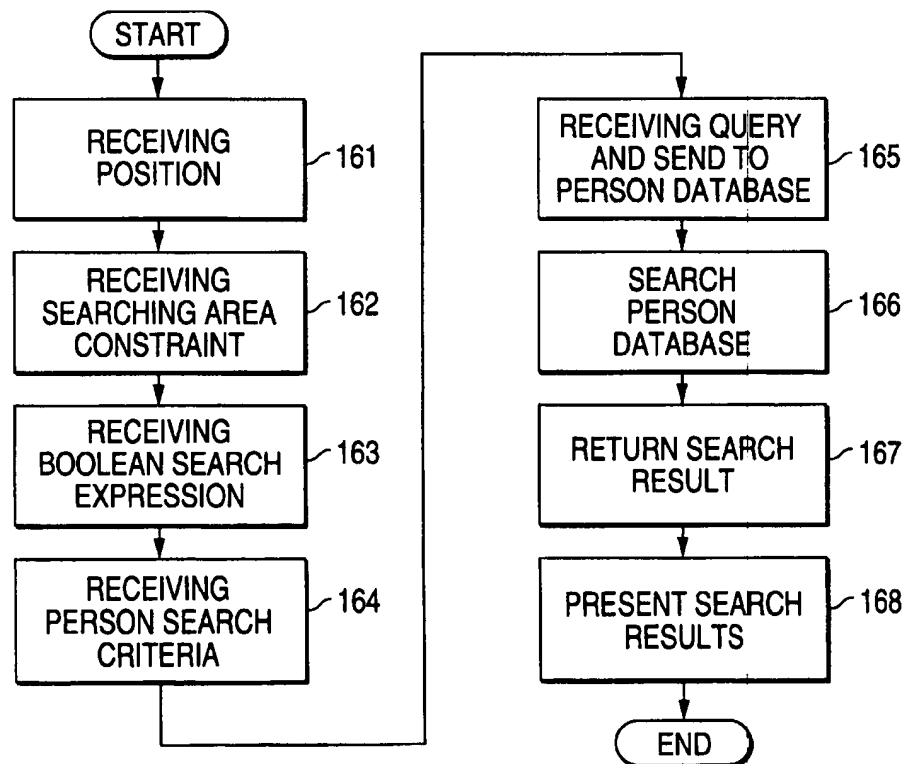 START
RECEIVING
POSITION
161
RECEIVING
SEARCHING AREA
CONSTRAINT
162
RECEIVING
BOOLEAN SEARCH
EXPRESSION
163
RECEIVING
PERSON SEARCH
CRITERIA
164
RECEIVING QUERY
AND SEND TO
PERSON DATABASE
165
SEARCH
PERSON
DATABASE
166
RETURN SEARCH
RESULT
167
PRESENT SEARCH
RESULTS
168
END